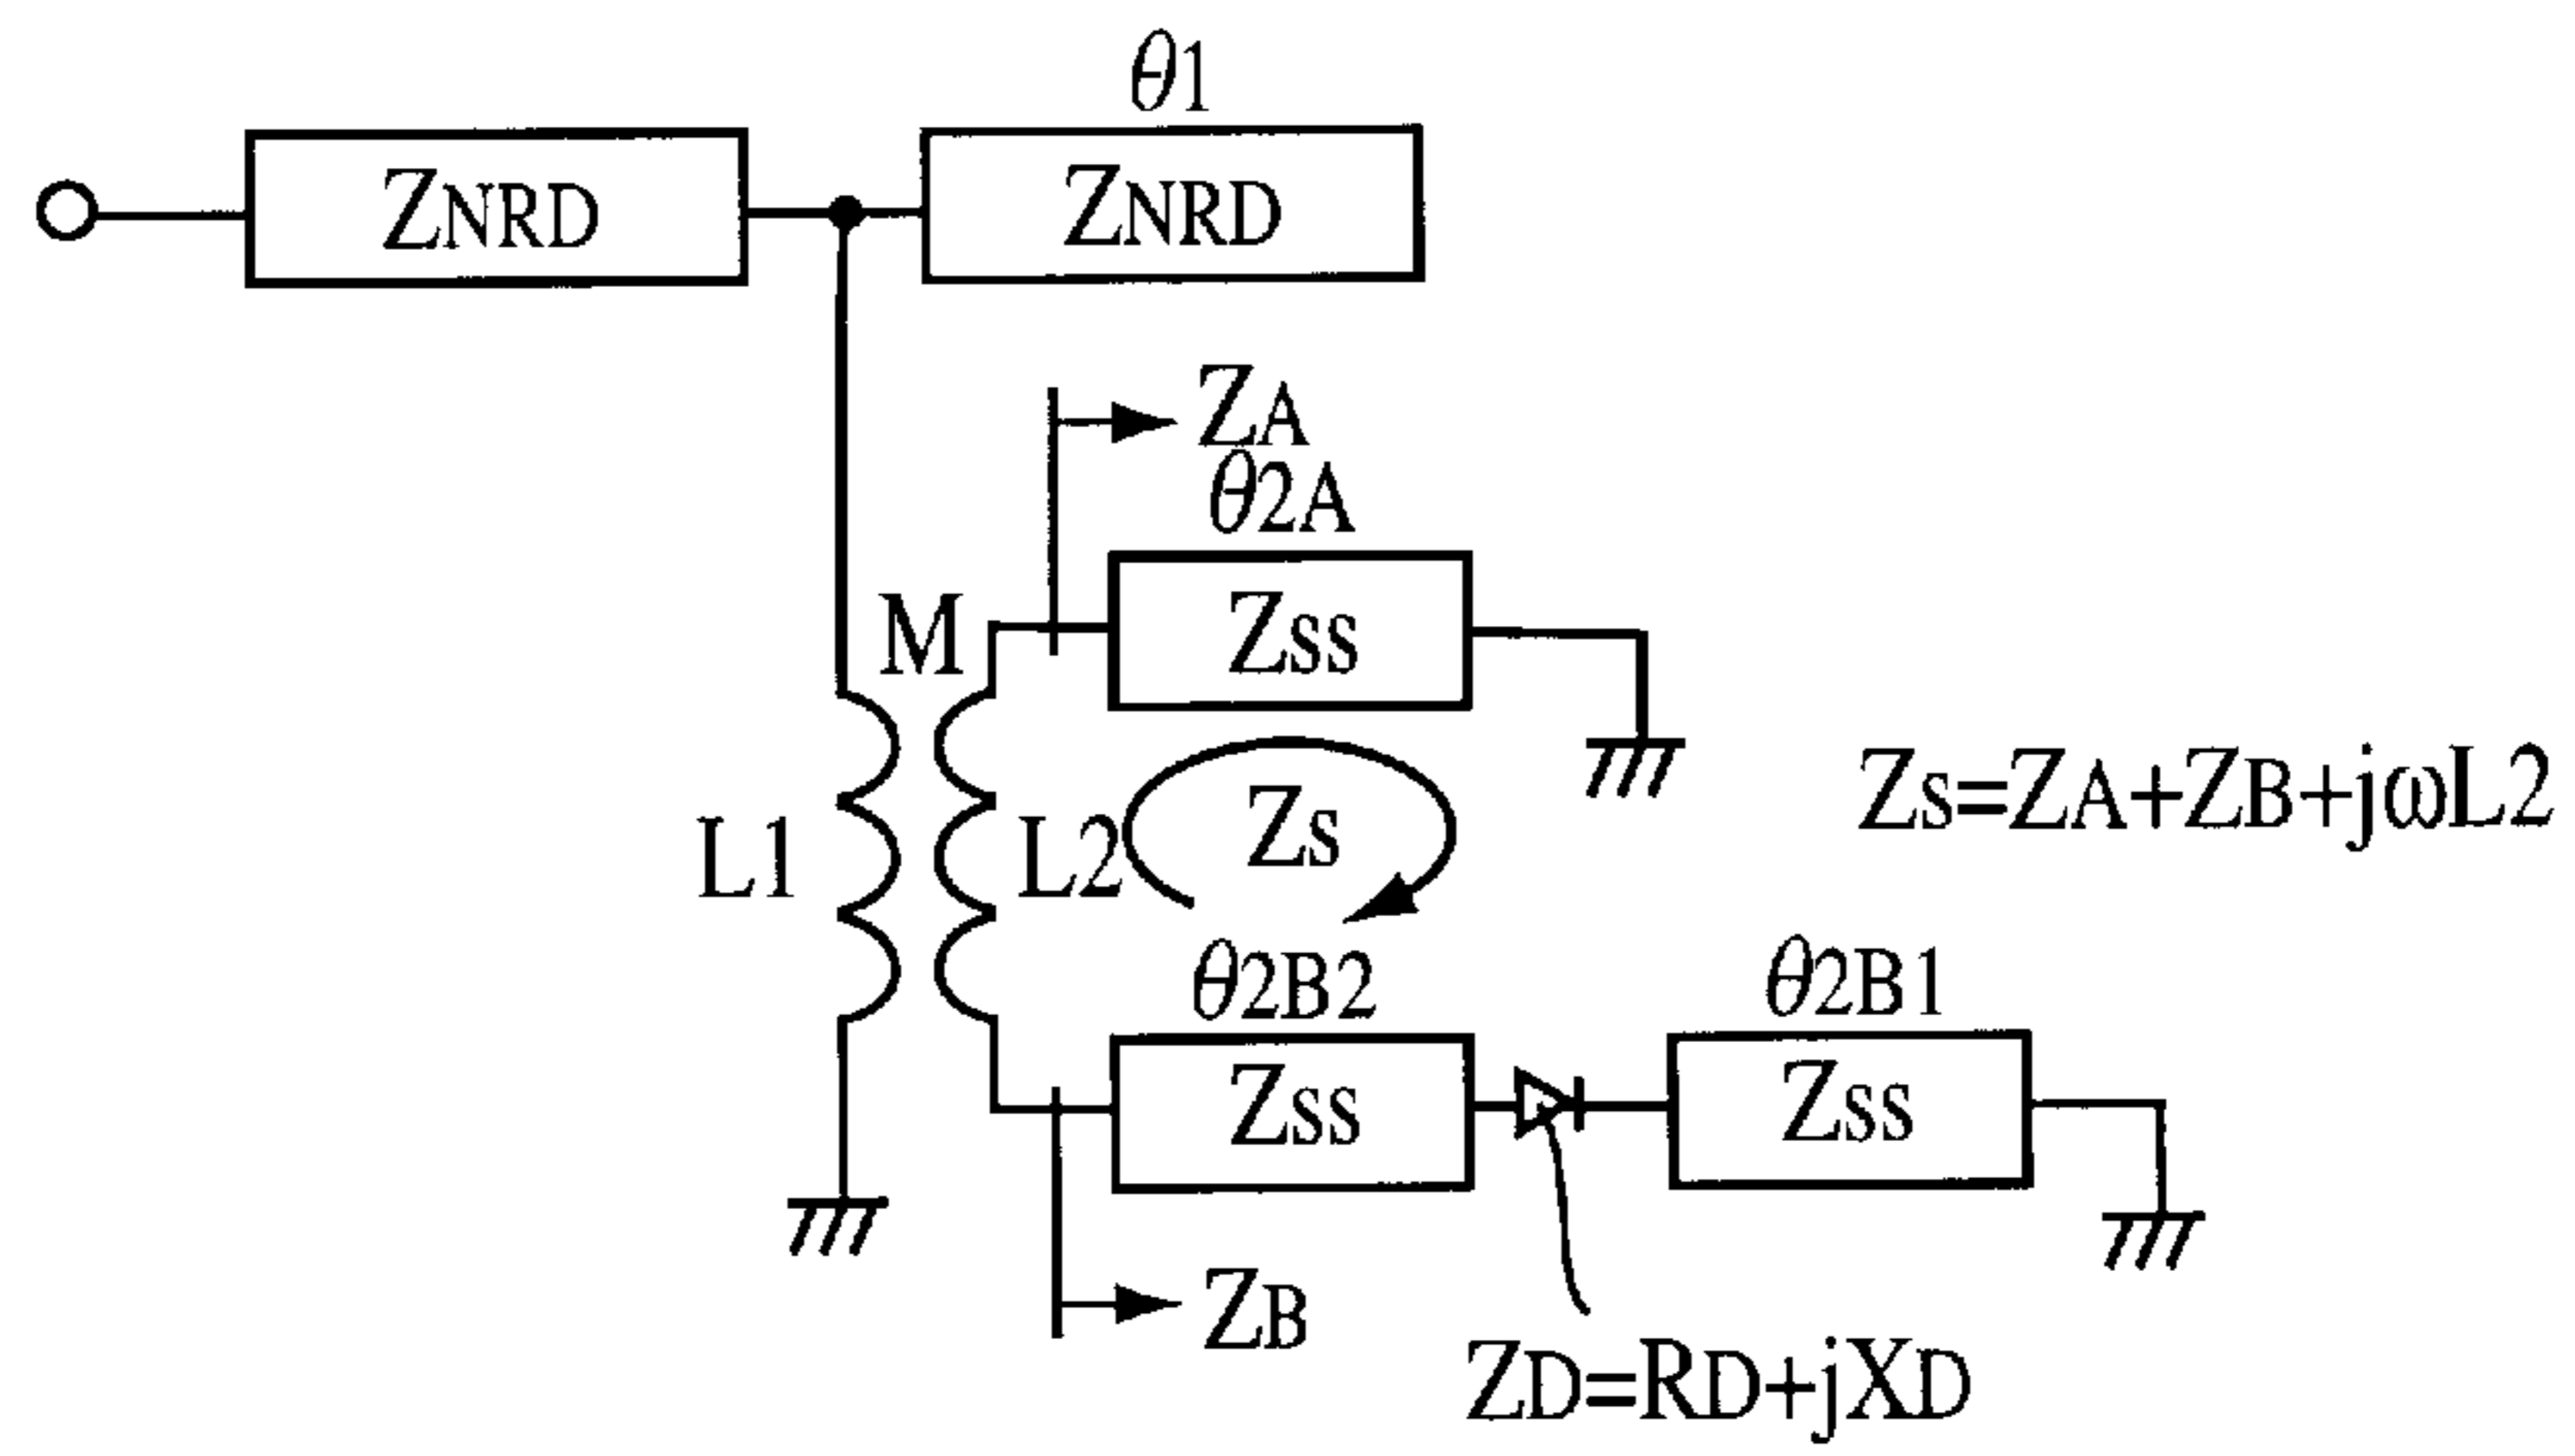 θ1
ZNRD
ZNRD
ZA
θ2A
M
Zss
L1
L2
Zs
Zs=ZA+ZB+jωL2
θ2B2
θ2B1
Zss
Zss
ZB
ZD=RD+jXD